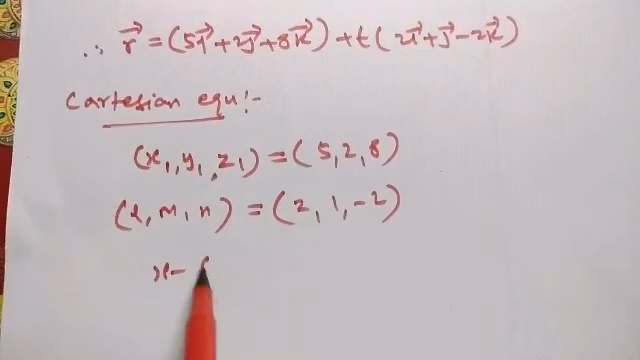 ∴ r⃗ = (5i⃗ + 2j⃗ + 8k⃗) + t(2i⃗ + j⃗ - 2k⃗)
Cartesian equ!-
(x₁, y₁, z₁) = (5, 2, 8)
(l, m, n) = (2, 1, -2)
x-